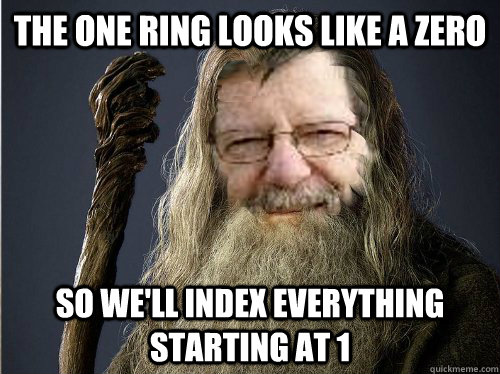 THE ONE RING LOOKS LIKE A ZERO
SO WE'LL INDEX EVERYTHING
STARTING AT 1
quickmeme.com